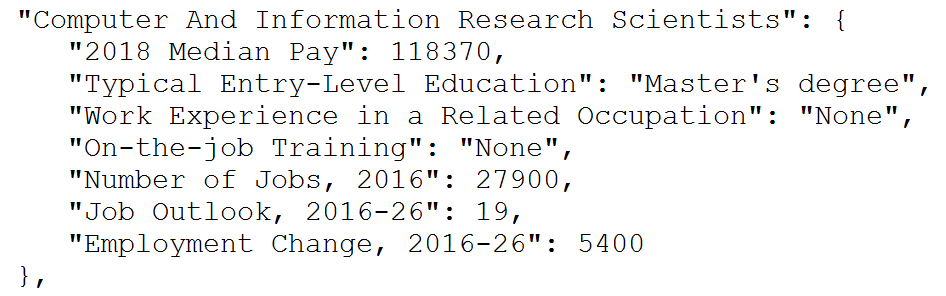 "Computer And Information Research Scientists": {
"2018 Median Pay": 118370,
"Typical Entry-Level Education": "Master's degree",
"Work Experience in a Related Occupation": "None",
"On-the-job Training": "None",
"Number of Jobs, 2016": 27900,
"Job Outlook, 2016-26": 19,
"Employment Change, 2016-26": 5400
},